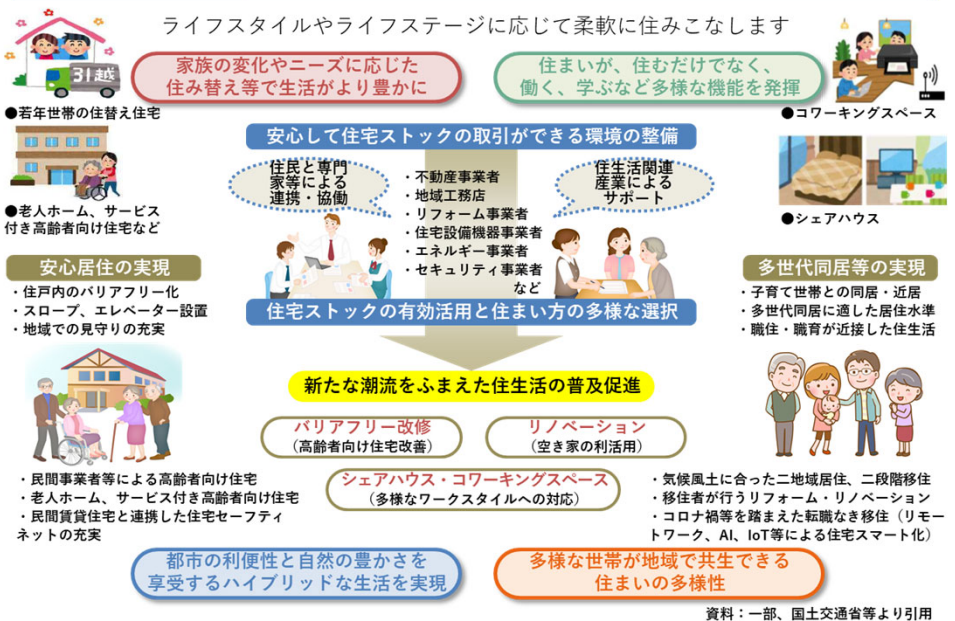 ライフスタイルやライフステージに応じて柔軟に住みこなします
家族の変化やニーズに応じた
住み替え等で生活がより豊かに
住まいが、住むだけでなく、
働く、学ぶなど多様な機能を発揮
引越
●若年世帯の住替え住宅
●コワーキングスペース
安心して住宅ストックの取引ができる環境の整備
住民と専門
家等による
連携・協働
・不動産事業者
・地域工務店
・リフォーム事業者
・住宅設備機器事業者
・エネルギー事業者
・セキュリティ事業者
など
住生活関連
産業による
サポート
●老人ホーム、サービス
付き高齢者向け住宅など
●シェアハウス
安心居住の実現
・住戸内のバリアフリー化
・スロープ、エレベーター設置
・地域での見守りの充実
多世代同居等の実現
・子育て世帯との同居・近居
・多世代同居に適した居住水準
・職住・職育が近接した住生活
住宅ストックの有効活用と住まい方の多様な選択
新たな潮流をふまえた住生活の普及促進
バリアフリー改修
(高齢者向け住宅改善)
リノベーション
(空き家の利活用)
シェアハウス・コワーキングスペース
(多様なワークスタイルへの対応)
・民間事業者等による高齢者向け住宅
・老人ホーム、サービス付き高齢者向け住宅
・民間賃貸住宅と連携した住宅セーフティ
ネットの充実
・気候風土に合った二地域居住、二段階移住
・移住者が行うリフォーム・リノベーション
・コロナ禍等を踏まえた転職なき移住（リモー
トワーク、AI、IoT等による住宅スマート化）
都市の利便性と自然の豊かさを
享受するハイブリッドな生活を実現
多様な世帯が地域で共生できる
住まいの多様性
資料：一部、国土交通省等より引用